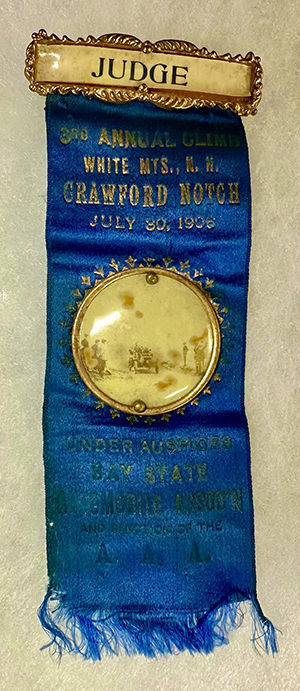 JUDGE
3RD ANNUAL CLIMB
WHITE MTS., N. H.
CRAWFORD NOTCH
JULY 30, 1906
UNDER AUSPICES
BAY STATE
AUTOMOBILE ASSOC'N
AND SANCTION OF THE
A. A. A.